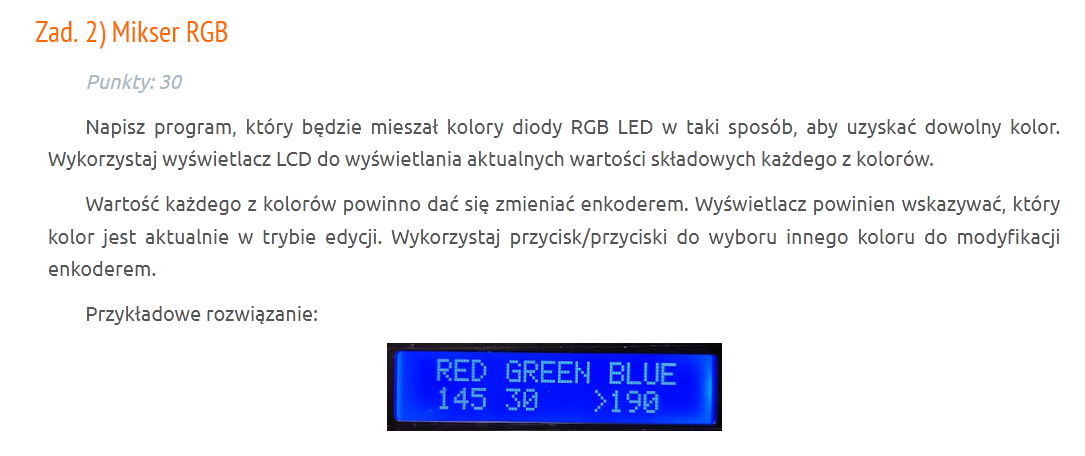 Zad. 2) Mikser RGB
Punkty: 30
Napisz program, który będzie mieszał kolory diody RGB LED w taki sposób, aby uzyskać dowolny kolor.
Wykorzystaj wyświetlacz LCD do wyświetlania aktualnych wartości składowych każdego z kolorów.
Wartość każdego z kolorów powinno dać się zmieniać enkoderem. Wyświetlacz powinien wskazywać, który
kolor jest aktualnie w trybie edycji. Wykorzystaj przycisk/przyciski do wyboru innego koloru do modyfikacji
enkoderem.
Przykładowe rozwiązanie:
RED GREEN BLUE
145 30 >190